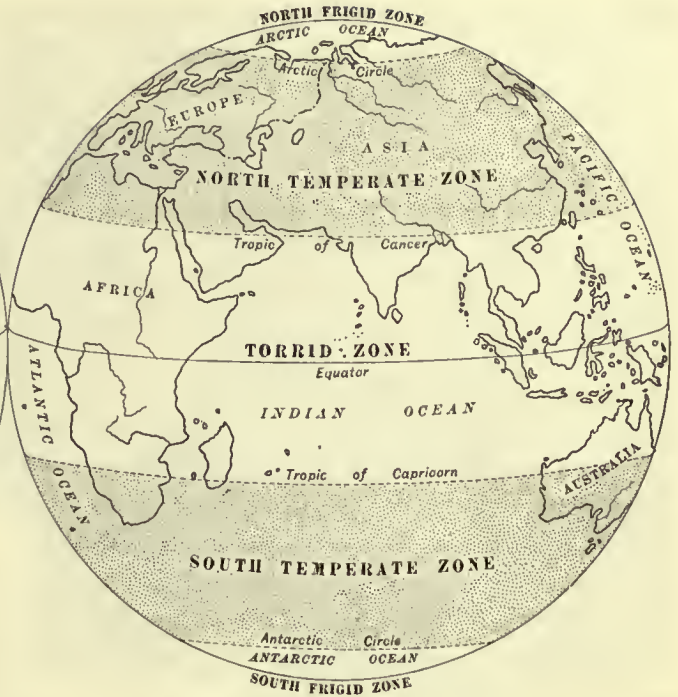 NORTH FRIGID ZONE
ARCTIC OCEAN
Arctic Circle
EUROPE
ASIA
PACIFIC OCEAN
NORTH TEMPERATE ZONE
Tropic of Cancer
AFRICA
TORRID ZONE
Equator
ATLANTIC OCEAN
INDIAN OCEAN
Tropic of Capricorn
AUSTRALIA
SOUTH TEMPERATE ZONE
Antarctic Circle
ANTARCTIC OCEAN
SOUTH FRIGID ZONE